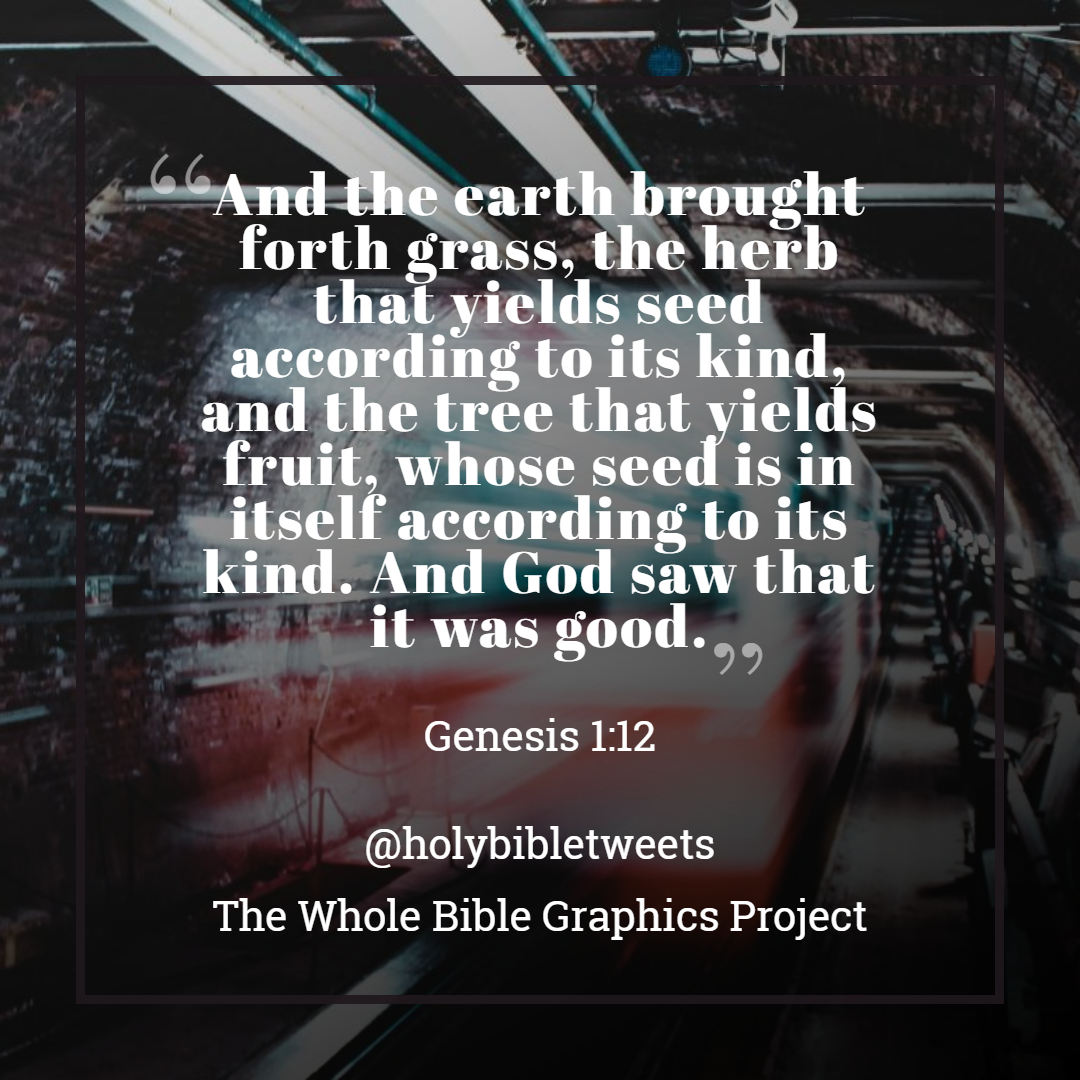 “And the earth brought
forth grass, the herb
that yields seed
according to its kind,
and the tree that yields
fruit, whose seed is in
itself according to its
kind. And God saw that
it was good.”
Genesis 1:12
@holybibletweets
The Whole Bible Graphics Project